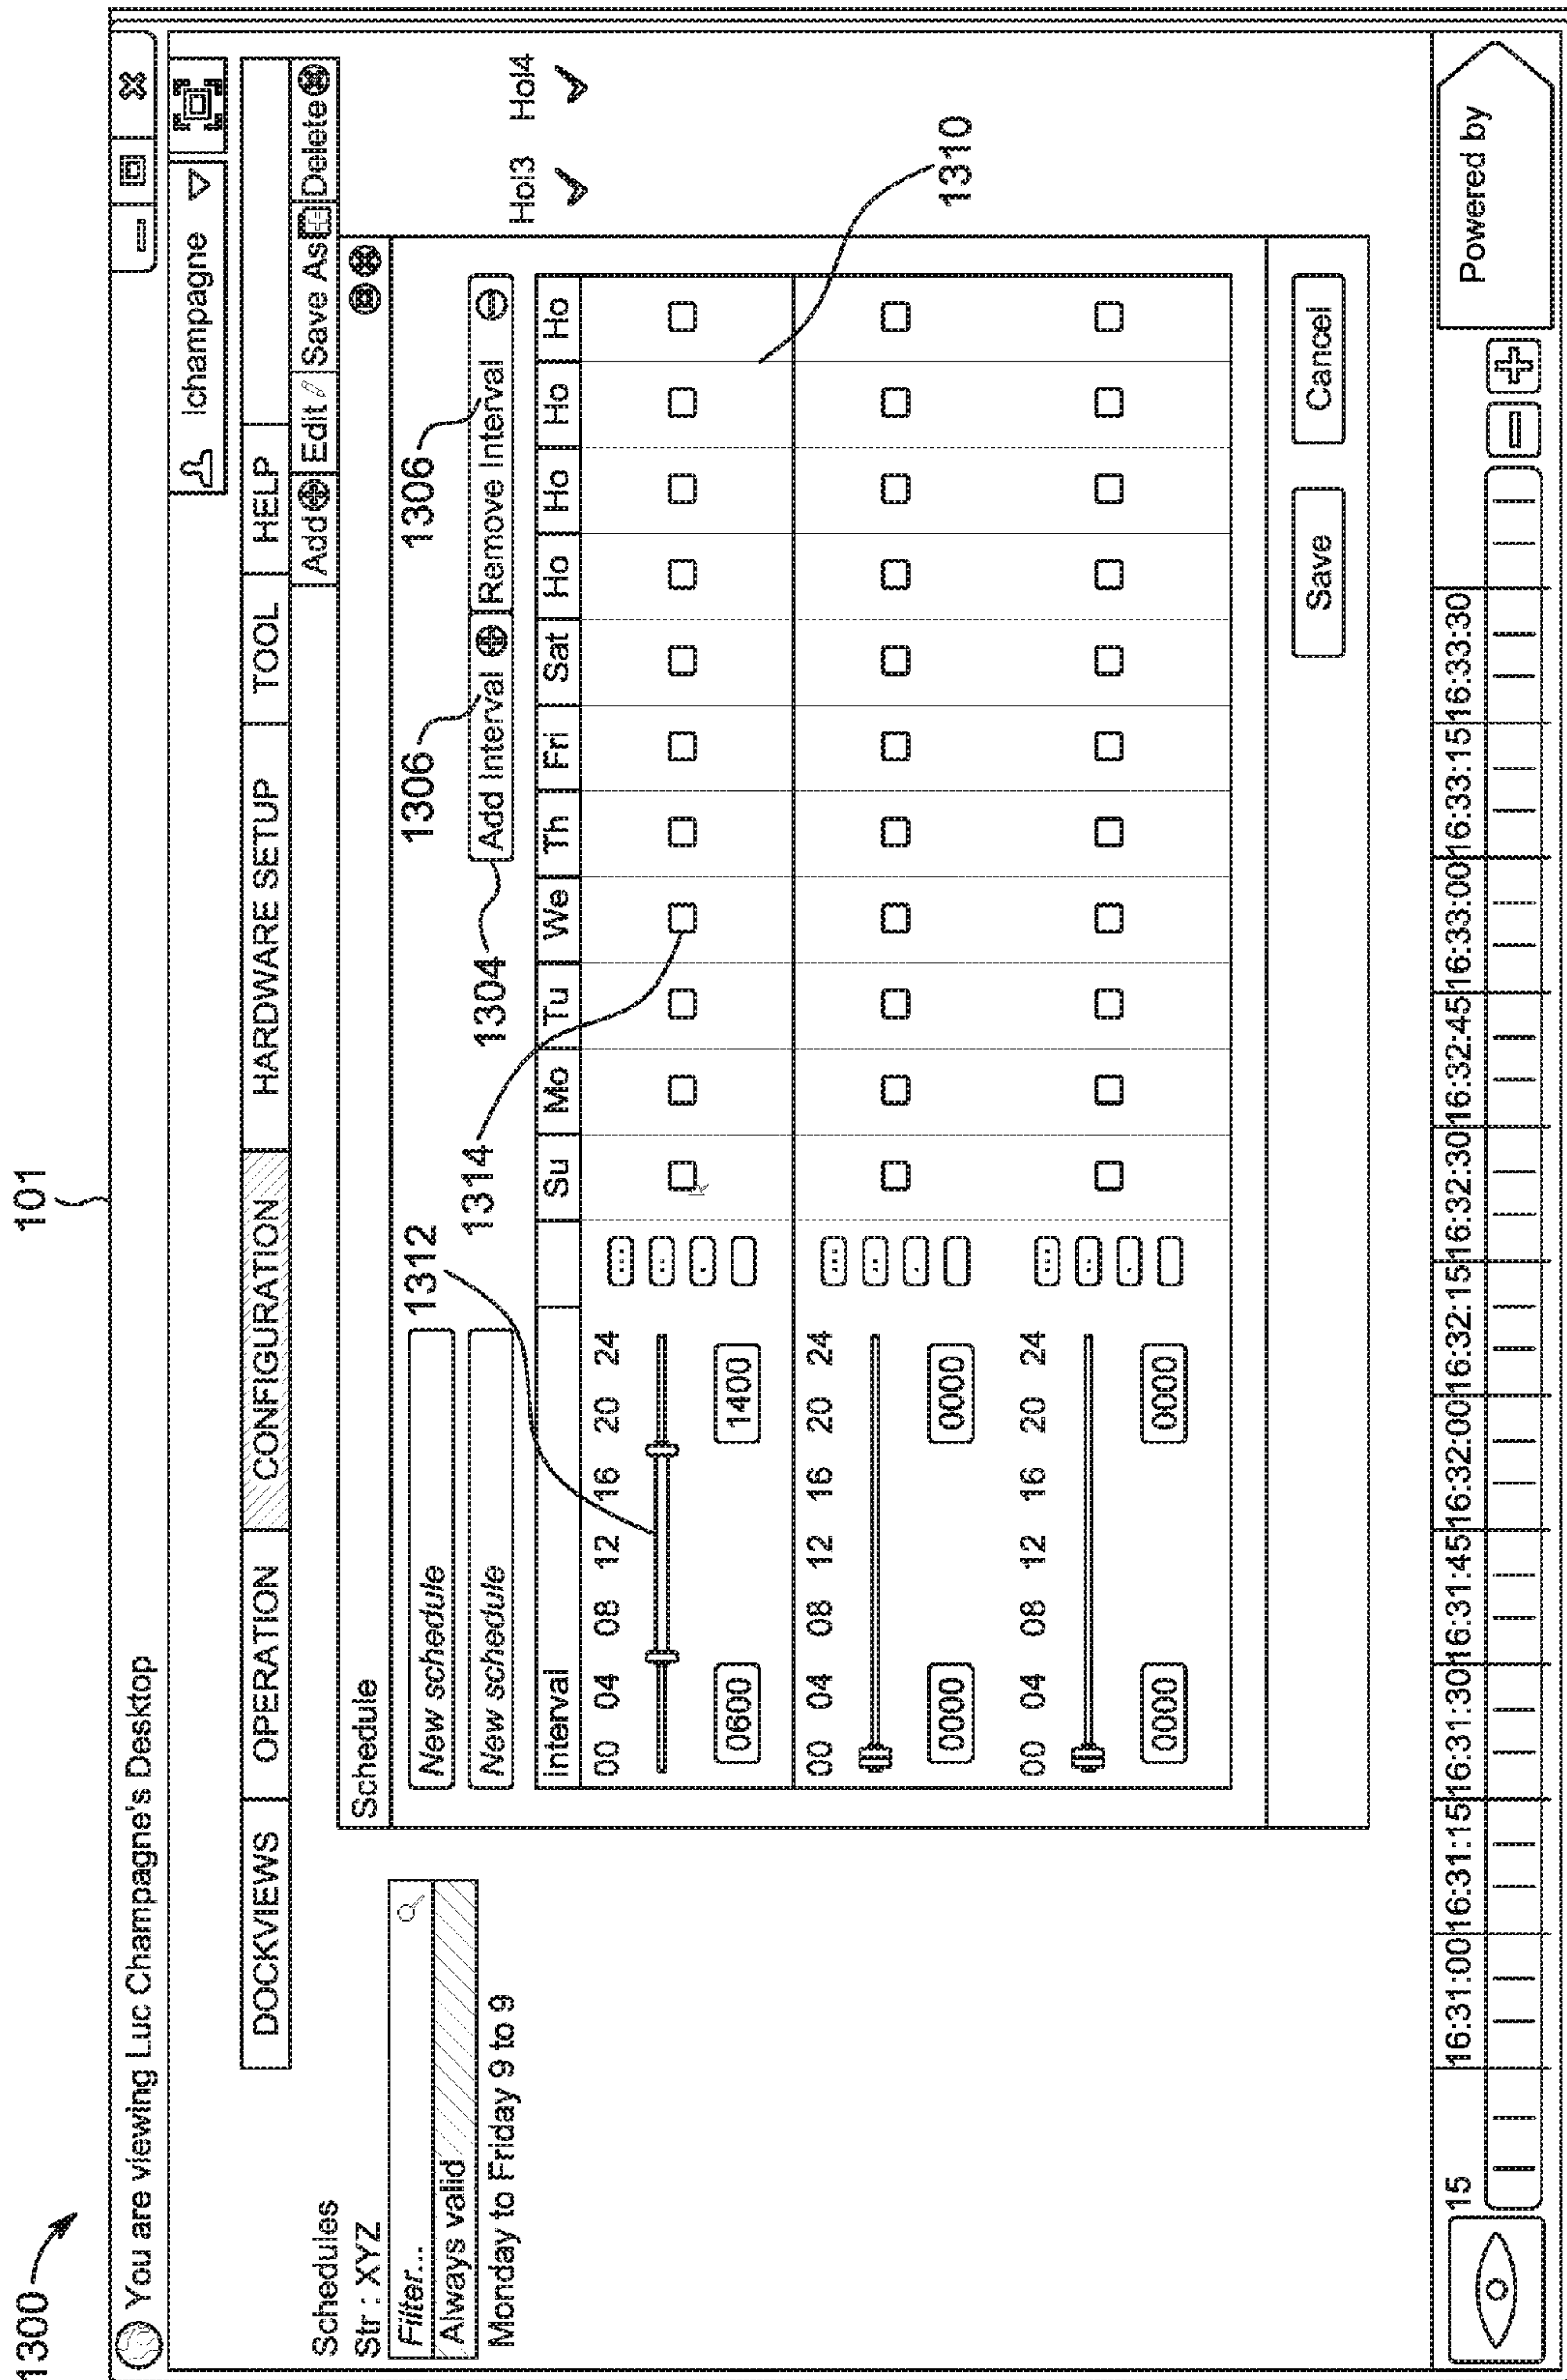 1300
101
You are viewing Luc Champagne's Desktop
lchampagne
DOCKVIEWS OPERATION CONFIGURATION HARDWARE SETUP TOOL HELP
Add Edit Save As Delete
Schedules
Str : XYZ
Filter...
Always valid
Monday to Friday 9 to 9
Schedule
Hol3 Hol4
New schedule
New schedule
1312
1314
1304
1306
1306
Add Interval Remove Interval
Interval Su Mo Tu We Th Fri Sat Ho Ho Ho Ho
00 04 08 12 16 20 24
0600 1400
1310
00 04 08 12 16 20 24
0000 0000
00 04 08 12 16 20 24
0000 0000
Save Cancel
15 16:31:00 16:31:15 16:31:30 16:31:45 16:32:00 16:32:15 16:32:30 16:32:45 16:33:00 16:33:15 16:33:30
Powered by